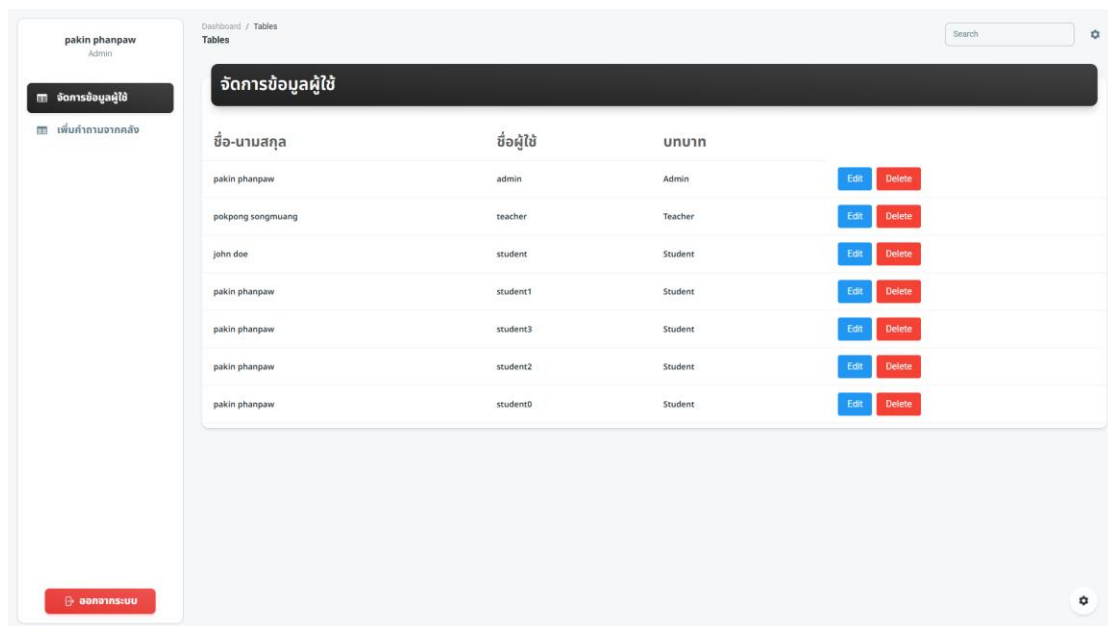 pakin phanpaw
Admin
จัดการข้อมูลผู้ใช้
เพิ่มคำถามจากคลัง
ออกจากระบบ
Dashboard / Tables
Tables
Search
จัดการข้อมูลผู้ใช้
ชื่อ-นามสกุล ชื่อผู้ใช้ บทบาท
pakin phanpaw admin Admin Edit Delete
pokpong songmuang teacher Teacher Edit Delete
john doe student Student Edit Delete
pakin phanpaw student1 Student Edit Delete
pakin phanpaw student3 Student Edit Delete
pakin phanpaw student2 Student Edit Delete
pakin phanpaw student0 Student Edit Delete